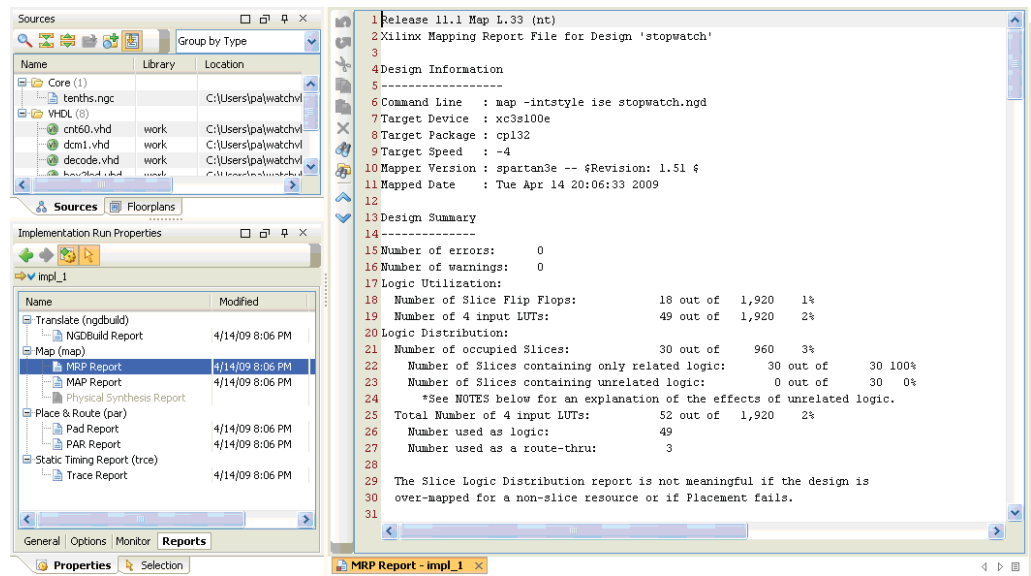 Sources
Group by Type
Name Library Location
Core (1)
tenths.ngc C:\Users\pa\watchvl
VHDL (8)
cnt60.vhd work C:\Users\pa\watchvl
dcm1.vhd work C:\Users\pa\watchvl
decode.vhd work C:\Users\pa\watchvl
hex2led.vhd work C:\Users\pa\watchvl
Sources Floorplans
Implementation Run Properties
impl_1
Name Modified
Translate (ngdbuild)
NGDBuild Report 4/14/09 8:06 PM
Map (map)
MRP Report 4/14/09 8:06 PM
MAP Report 4/14/09 8:06 PM
Physical Synthesis Report
Place & Route (par)
Pad Report 4/14/09 8:06 PM
PAR Report 4/14/09 8:06 PM
Static Timing Report (trce)
Trace Report 4/14/09 8:06 PM
General Options Monitor Reports
Properties Selection
1 Release 11.1 Map L.33 (nt)
2 Xilinx Mapping Report File for Design 'stopwatch'
3
4 Design Information
5 ------------------
6 Command Line : map -intstyle ise stopwatch.ngd
7 Target Device : xc3s100e
8 Target Package : cp132
9 Target Speed : -4
10 Mapper Version : spartan3e -- $Revision: 1.51 $
11 Mapped Date : Tue Apr 14 20:06:33 2009
12
13 Design Summary
14 --------------
15 Number of errors: 0
16 Number of warnings: 0
17 Logic Utilization:
18 Number of Slice Flip Flops: 18 out of 1,920 1%
19 Number of 4 input LUTs: 49 out of 1,920 2%
20 Logic Distribution:
21 Number of occupied Slices: 30 out of 960 3%
22 Number of Slices containing only related logic: 30 out of 30 100%
23 Number of Slices containing unrelated logic: 0 out of 30 0%
24 *See NOTES below for an explanation of the effects of unrelated logic.
25 Total Number of 4 input LUTs: 52 out of 1,920 2%
26 Number used as logic: 49
27 Number used as a route-thru: 3
28
29 The Slice Logic Distribution report is not meaningful if the design is
30 over-mapped for a non-slice resource or if Placement fails.
31
MRP Report - impl_1